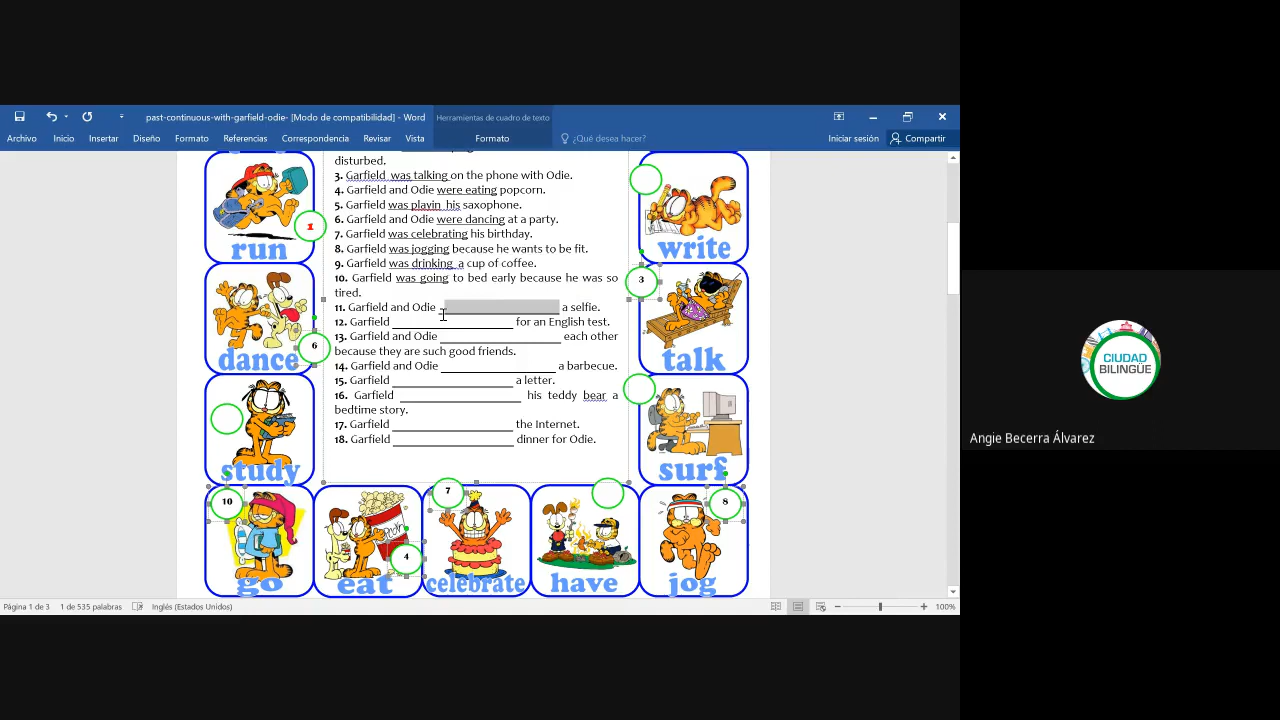 past-continuous-with-garfield-odie- [Modo de compatibilidad] - Word
Herramientas de cuadro de texto
Archivo Inicio Insertar Diseño Formato Referencias Correspondencia Revisar Vista Formato ¿Qué desea hacer? Iniciar sesión Compartir
disturbed.
3. Garfield was talking on the phone with Odie.
4. Garfield and Odie were eating popcorn.
5. Garfield was playin his saxophone.
6. Garfield and Odie were dancing at a party.
7. Garfield was celebrating his birthday.
8. Garfield was jogging because he wants to be fit.
9. Garfield was drinking a cup of coffee.
10. Garfield was going to bed early because he was so
tired.
11. Garfield and Odie ____________________ a selfie.
12. Garfield ____________________ for an English test.
13. Garfield and Odie ____________________ each other
because they are such good friends.
14. Garfield and Odie ____________________ a barbecue.
15. Garfield ____________________ a letter.
16. Garfield ____________________ his teddy bear a
bedtime story.
17. Garfield ____________________ the Internet.
18. Garfield ____________________ dinner for Odie.
1
run
6
dance
study
write
3
talk
surf
10
go
4
eat
7
celebrate
have
8
jog
Página 1 de 3 1 de 535 palabras Inglés (Estados Unidos) 100%
CIUDAD
BILINGÜE
Angie Becerra Álvarez